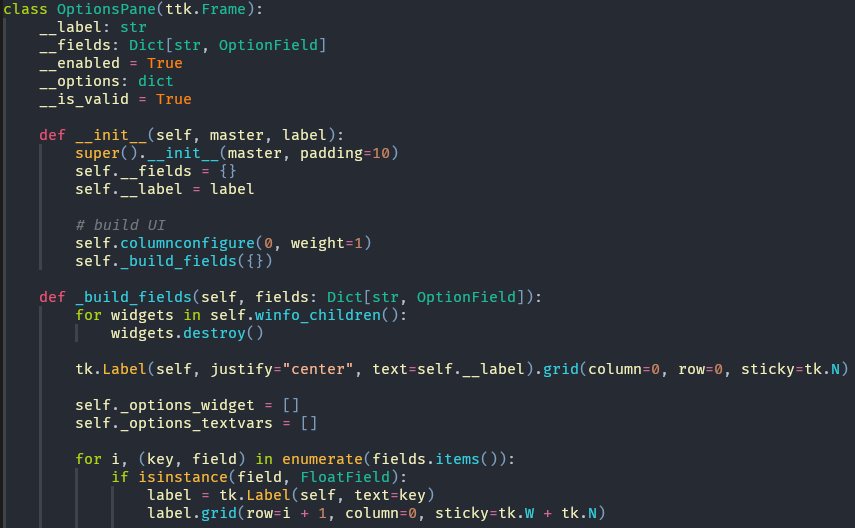 class OptionsPane(ttk.Frame):
    __label: str
    __fields: Dict[str, OptionField]
    __enabled = True
    __options: dict
    __is_valid = True

    def __init__(self, master, label):
        super().__init__(master, padding=10)
        self.__fields = {}
        self.__label = label

        # build UI
        self.columnconfigure(0, weight=1)
        self._build_fields({})

    def _build_fields(self, fields: Dict[str, OptionField]):
        for widgets in self.winfo_children():
            widgets.destroy()

        tk.Label(self, justify="center", text=self.__label).grid(column=0, row=0, sticky=tk.N)

        self._options_widget = []
        self._options_textvars = []

        for i, (key, field) in enumerate(fields.items()):
            if isinstance(field, FloatField):
                label = tk.Label(self, text=key)
                label.grid(row=i + 1, column=0, sticky=tk.W + tk.N)